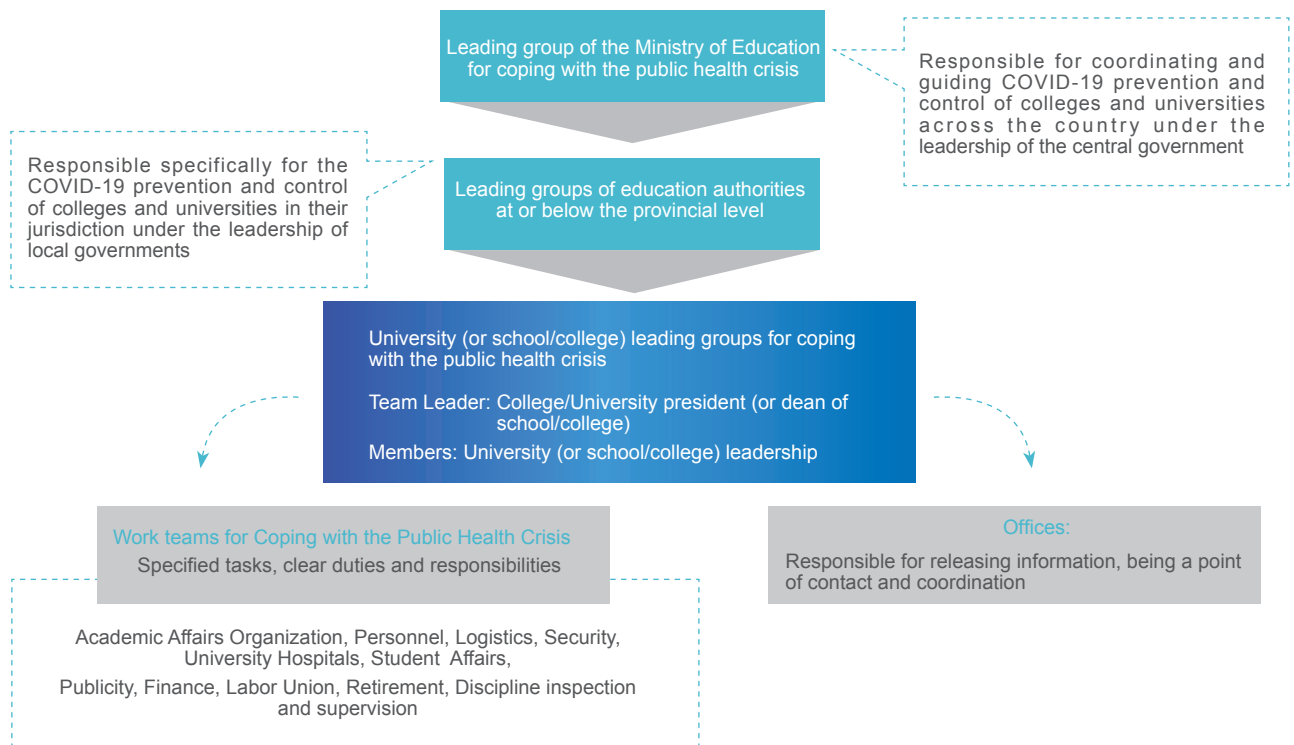 Leading group of the Ministry of Education
for coping with the public health crisis
Responsible for coordinating and
guiding COVID-19 prevention and
control of colleges and universities
across the country under the
leadership of the central government
Responsible specifically for the
COVID-19 prevention and control
of colleges and universities in their
jurisdiction under the leadership of
local governments
Leading groups of education authorities
at or below the provincial level
University (or school/college) leading groups for coping
with the public health crisis
Team Leader: College/University president (or dean of
school/college)
Members: University (or school/college) leadership
Work teams for Coping with the Public Health Crisis
Specified tasks, clear duties and responsibilities
Academic Affairs Organization, Personnel, Logistics, Security,
University Hospitals, Student Affairs,
Publicity, Finance, Labor Union, Retirement, Discipline inspection
and supervision
Offices:
Responsible for releasing information, being a point
of contact and coordination